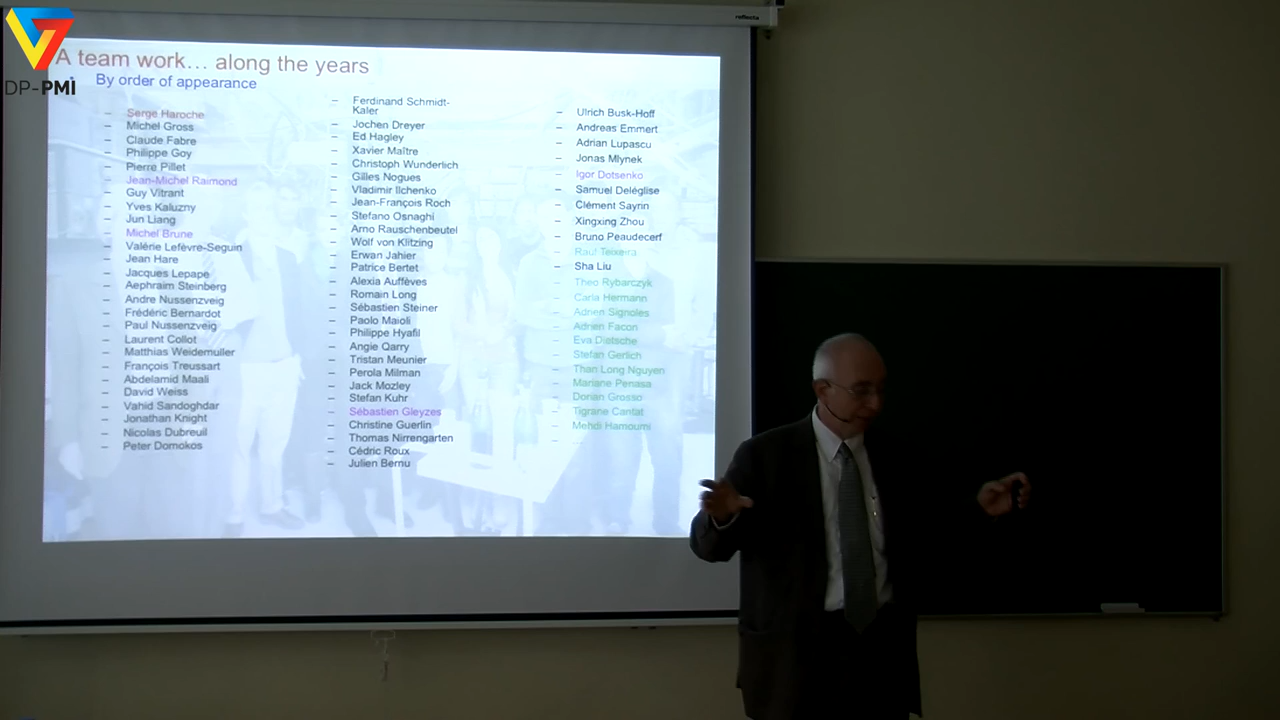 reflecta
DP-PMI
A team work... along the years
By order of appearance
– Serge Haroche
– Michel Gross
– Claude Fabre
– Philippe Goy
– Pierre Pillet
– Jean-Michel Raimond
– Guy Vitrant
– Yves Kaluzny
– Jun Liang
– Michel Brune
– Valérie Lefèvre-Seguin
– Jean Hare
– Jacques Lepape
– Aephraim Steinberg
– Andre Nussenzveig
– Frédéric Bernardot
– Paul Nussenzveig
– Laurent Collot
– Matthias Weidemuller
– François Treussart
– Abdelamid Maali
– David Weiss
– Vahid Sandoghdar
– Jonathan Knight
– Nicolas Dubreuil
– Peter Domokos
– Ferdinand Schmidt-
Kaler
– Jochen Dreyer
– Ed Hagley
– Xavier Maître
– Christoph Wunderlich
– Gilles Nogues
– Vladimir Ilchenko
– Jean-François Roch
– Stefano Osnaghi
– Arno Rauschenbeutel
– Wolf von Klitzing
– Erwan Jahier
– Patrice Bertet
– Alexia Auffèves
– Romain Long
– Sébastien Steiner
– Paolo Maioli
– Philippe Hyafil
– Angie Qarry
– Tristan Meunier
– Perola Milman
– Jack Mozley
– Stefan Kuhr
– Sébastien Gleyzes
– Christine Guerlin
– Thomas Nirrengarten
– Cédric Roux
– Julien Bernu
– Ulrich Busk-Hoff
– Andreas Emmert
– Adrian Lupascu
– Jonas Mlynek
– Igor Dotsenko
– Samuel Deléglise
– Clément Sayrin
– Xingxing Zhou
– Bruno Peaudecerf
– Raul Teixeira
– Sha Liu
– Theo Rybarczyk
– Carla Hermann
– Adrien Signoles
– Adrien Facon
– Eva Dietsche
– Stefan Gerlich
– Than Long Nguyen
– Mariane Penasa
– Dorian Grosso
– Tigrane Cantat
– Mehdi Hamoumi
– ...